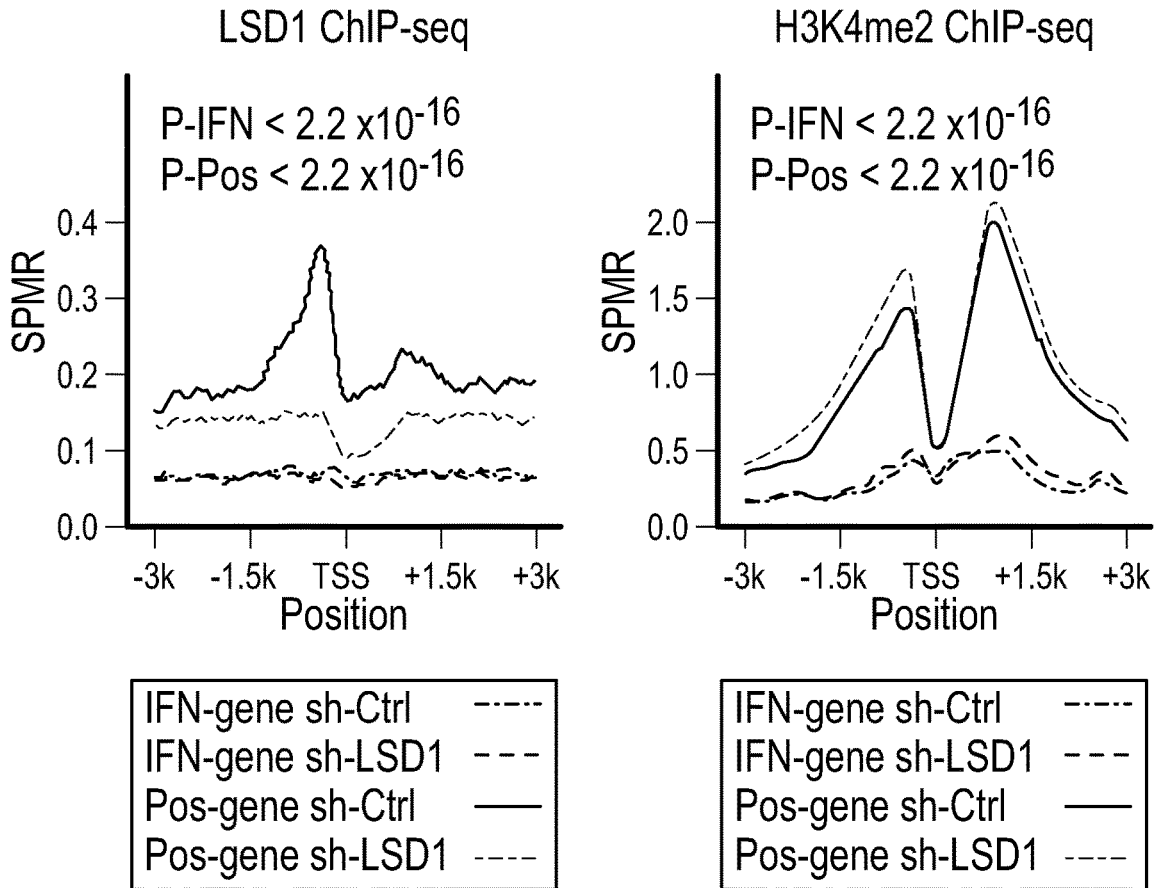 LSD1 ChIP-seq
P-IFN < 2.2 x10-16
P-Pos < 2.2 x10-16
SPMR
0.4
0.3
0.2
0.1
0.0
-3k -1.5k TSS +1.5k +3k
Position
IFN-gene sh-Ctrl
IFN-gene sh-LSD1
Pos-gene sh-Ctrl
Pos-gene sh-LSD1
H3K4me2 ChIP-seq
P-IFN < 2.2 x10-16
P-Pos < 2.2 x10-16
SPMR
2.0
1.5
1.0
0.5
0.0
-3k -1.5k TSS +1.5k +3k
Position
IFN-gene sh-Ctrl
IFN-gene sh-LSD1
Pos-gene sh-Ctrl
Pos-gene sh-LSD1